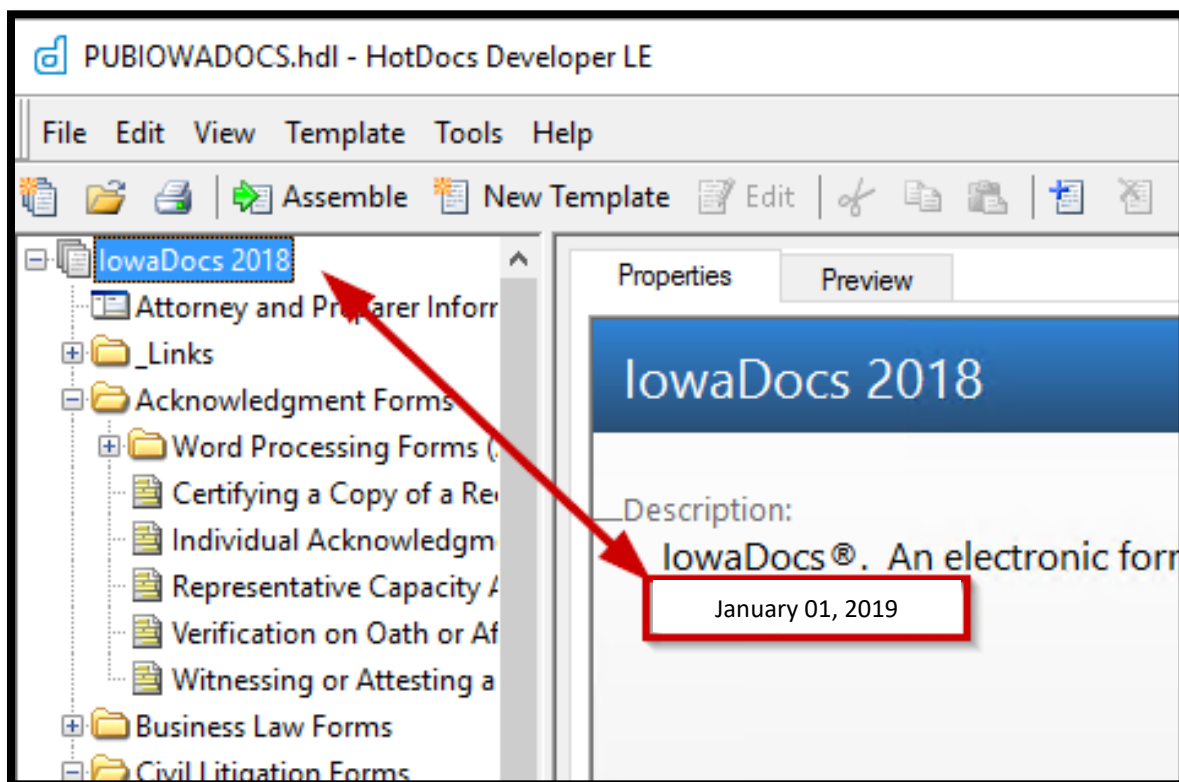 PUBIOWADOCS.hdl - HotDocs Developer LE
File Edit View Template Tools Help
Assemble New Template Edit
IowaDocs 2018
Attorney and Preparer Inforr
_Links
Acknowledgment Forms
Word Processing Forms (
Certifying a Copy of a Re
Individual Acknowledgm
Representative Capacity A
Verification on Oath or Af
Witnessing or Attesting a
Business Law Forms
Civil Litigation Forms
Properties Preview
IowaDocs 2018
Description:
IowaDocs®. An electronic forr
January 01, 2019